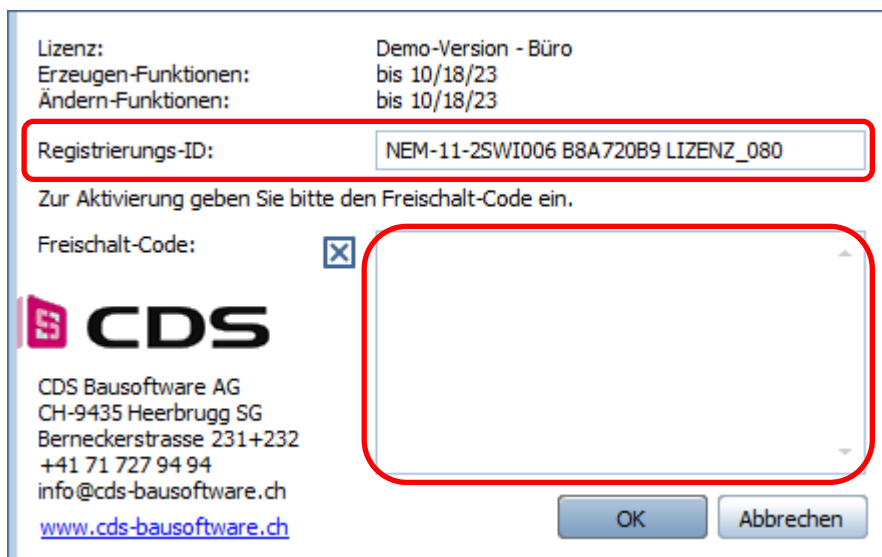 Lizenz: Demo-Version - Büro
Erzeugen-Funktionen: bis 10/18/23
Ändern-Funktionen: bis 10/18/23
Registrierungs-ID: NEM-11-2SWI006 B8A720B9 LIZENZ_080
Zur Aktivierung geben Sie bitte den Freischalt-Code ein.
Freischalt-Code:
CDS
CDS Bausoftware AG
CH-9435 Heerbrugg SG
Berneckerstrasse 231+232
+41 71 727 94 94
info@cds-bausoftware.ch
www.cds-bausoftware.ch
OK Abbrechen